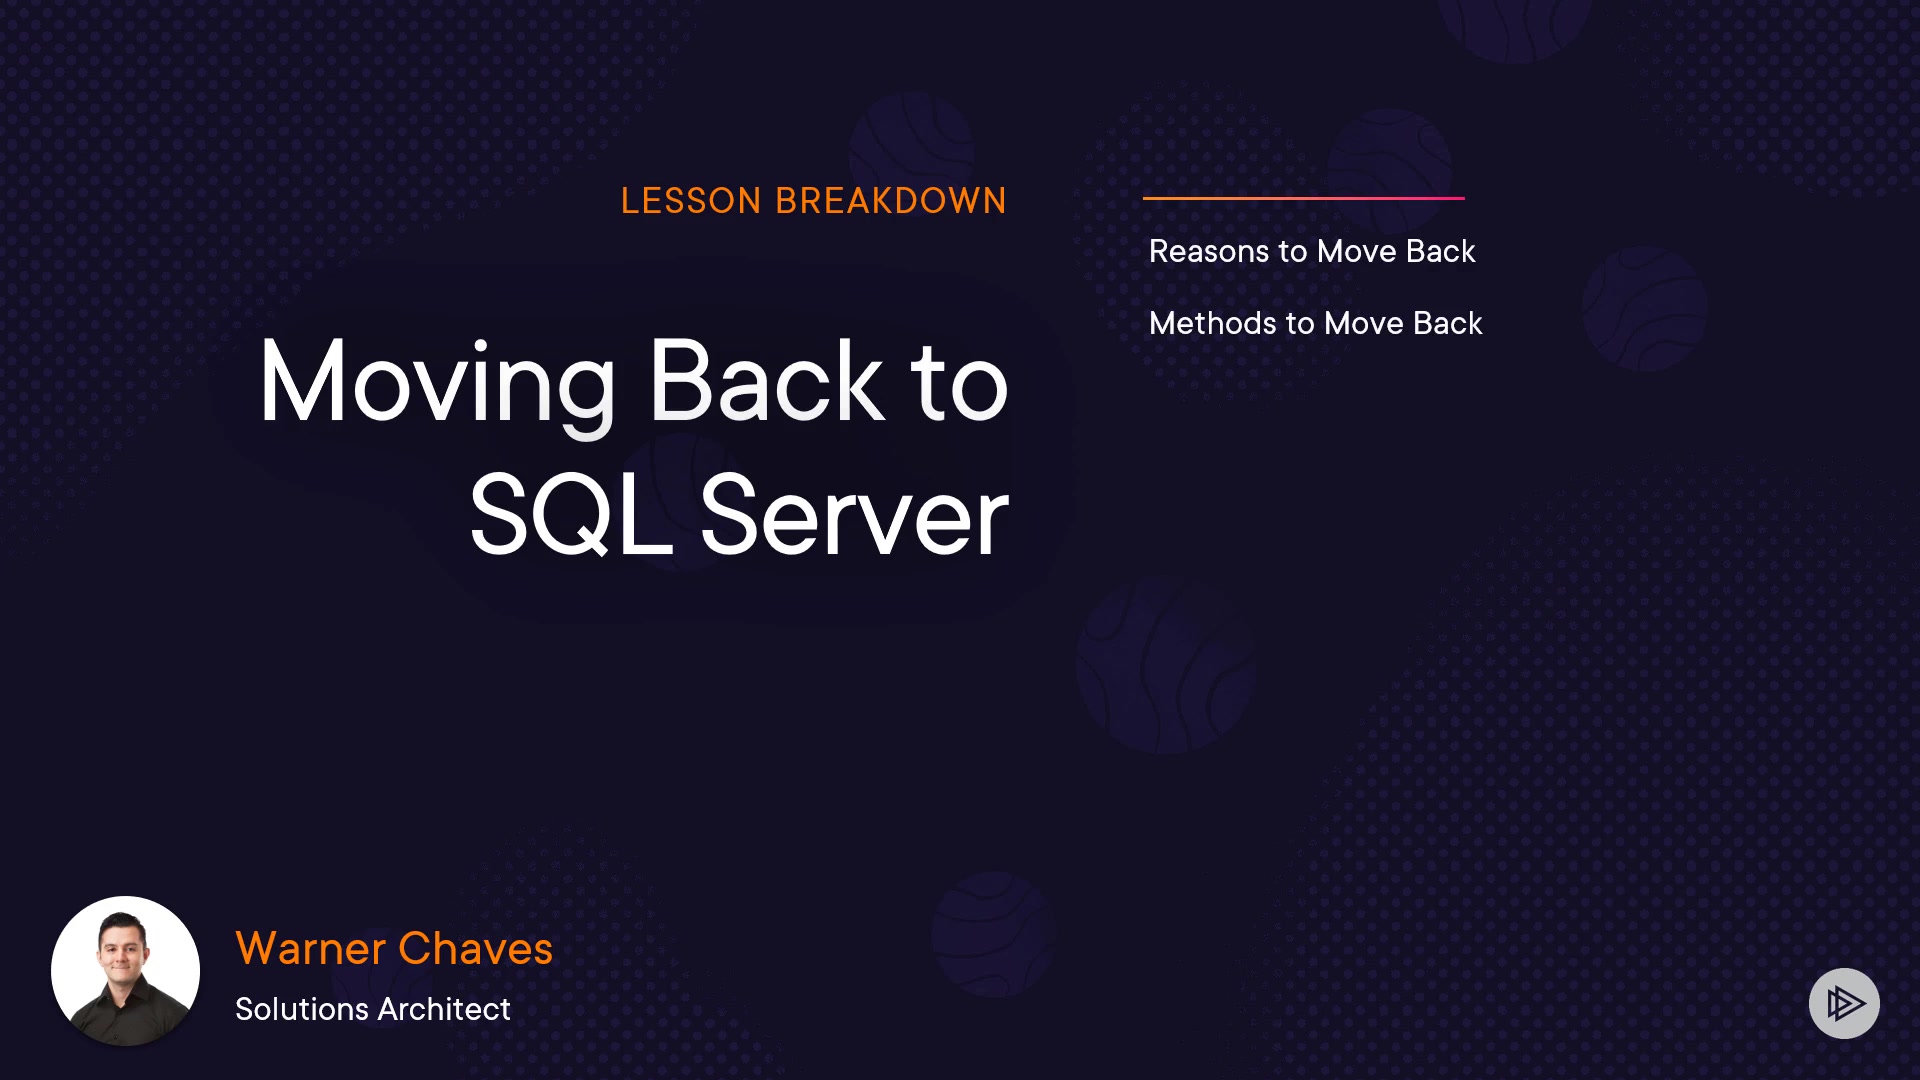 LESSON BREAKDOWN
Moving Back to
SQL Server
Reasons to Move Back
Methods to Move Back
Warner Chaves
Solutions Architect